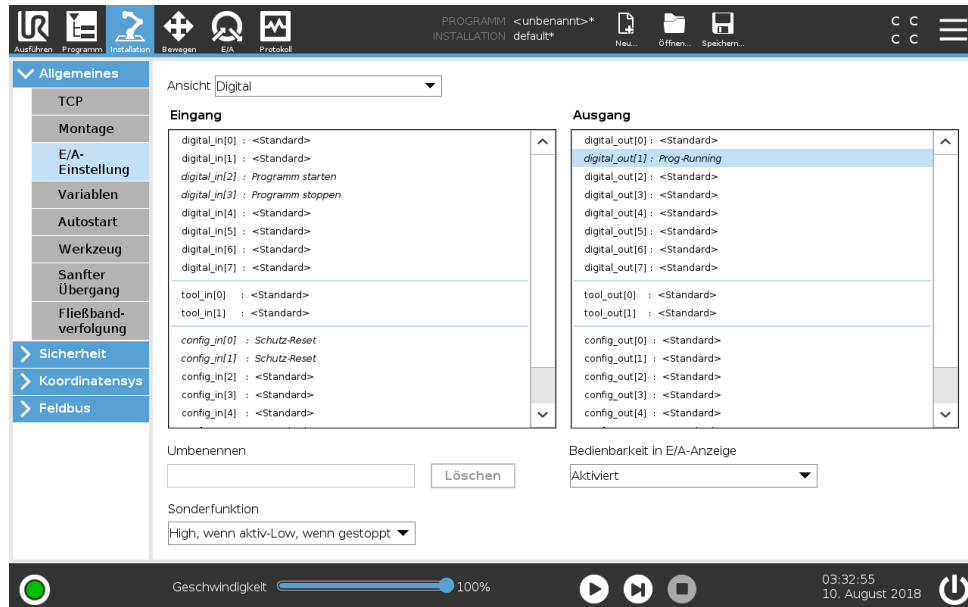 UR
PROGRAMM <unbenannt>*
INSTALLATION default*
Ausführen Programm Installation Bewegen E/A Protokoll
Neu... Öffnen... Speichern...
C C
C C
Allgemeines
TCP
Montage
E/A-
Einstellung
Variablen
Autostart
Werkzeug
Sanfter
Übergang
Fließband-
verfolgung
Sicherheit
Koordinatensys
Feldbus
Ansicht Digital
Eingang
digital_in[0] : <Standard>
digital_in[1] : <Standard>
digital_in[2] : Programm starten
digital_in[3] : Programm stoppen
digital_in[4] : <Standard>
digital_in[5] : <Standard>
digital_in[6] : <Standard>
digital_in[7] : <Standard>
tool_in[0] : <Standard>
tool_in[1] : <Standard>
config_in[0] : Schutz-Reset
config_in[1] : Schutz-Reset
config_in[2] : <Standard>
config_in[3] : <Standard>
config_in[4] : <Standard>
Ausgang
digital_out[0] : <Standard>
digital_out[1] : Prog-Running
digital_out[2] : <Standard>
digital_out[3] : <Standard>
digital_out[4] : <Standard>
digital_out[5] : <Standard>
digital_out[6] : <Standard>
digital_out[7] : <Standard>
tool_out[0] : <Standard>
tool_out[1] : <Standard>
config_out[0] : <Standard>
config_out[1] : <Standard>
config_out[2] : <Standard>
config_out[3] : <Standard>
config_out[4] : <Standard>
Umbenennen
Löschen
Sonderfunktion
High, wenn aktiv-Low, wenn gestoppt
Bedienbarkeit in E/A-Anzeige
Aktiviert
Geschwindigkeit 100%
03:32:55
10. August 2018